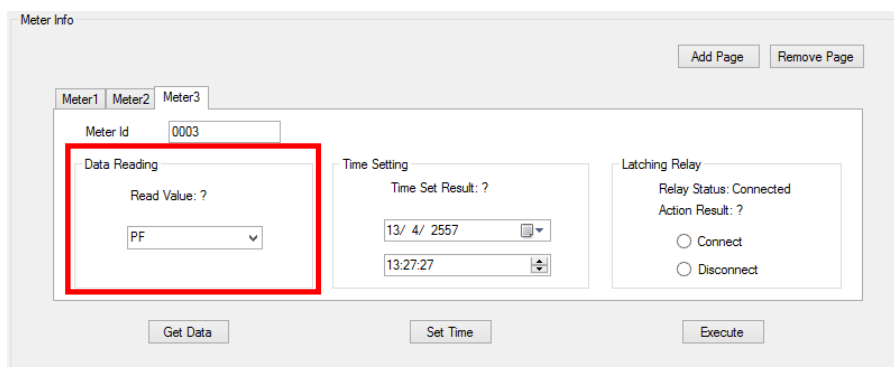 Meter Info
Add Page
Remove Page
Meter1
Meter2
Meter3
Meter Id
0003
Data Reading
Read Value: ?
PF
Time Setting
Time Set Result: ?
13/ 4/ 2557
13:27:27
Latching Relay
Relay Status: Connected
Action Result: ?
Connect
Disconnect
Get Data
Set Time
Execute